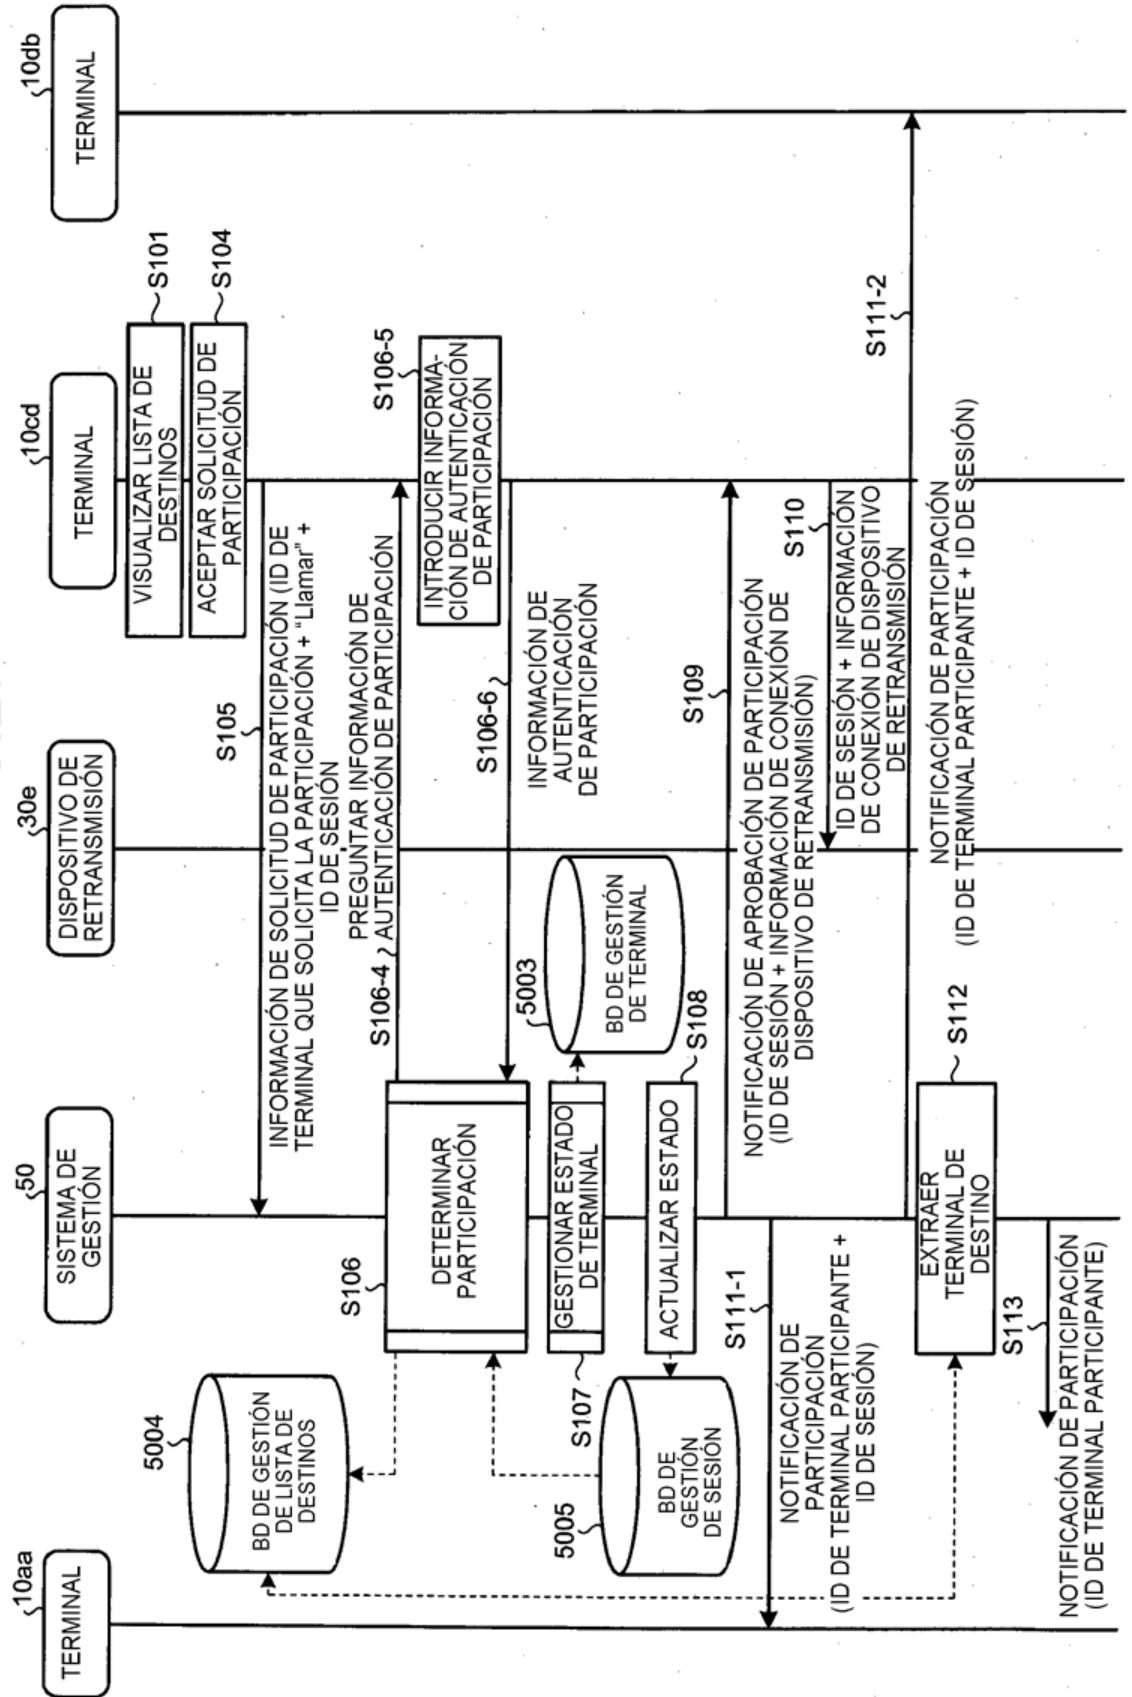 10aa
TERMINAL
50
SISTEMA DE
GESTIÓN
30e
DISPOSITIVO DE
RETRANSMISIÓN
10cd
TERMINAL
10db
TERMINAL
VISUALIZAR LISTA DE
DESTINOS
S101
ACEPTAR SOLICITUD DE
PARTICIPACIÓN
S104
S105
INFORMACIÓN DE SOLICITUD DE PARTICIPACIÓN (ID DE
TERMINAL QUE SOLICITA LA PARTICIPACIÓN + "Llamar" +
ID DE SESIÓN
5004
BD DE GESTIÓN
DE LISTA DE
DESTINOS
S106
DETERMINAR
PARTICIPACIÓN
PREGUNTAR INFORMACIÓN DE
S106-4
AUTENTICACIÓN DE PARTICIPACIÓN
S106-5
INTRODUCIR INFORMA-
CIÓN DE AUTENTICACIÓN
DE PARTICIPACIÓN
S106-6
INFORMACIÓN DE
AUTENTICACIÓN
DE PARTICIPACIÓN
S107
GESTIONAR ESTADO
DE TERMINAL
5003
BD DE GESTIÓN
DE TERMINAL
5005
BD DE
GESTIÓN
DE SESIÓN
ACTUALIZAR ESTADO
S108
S109
NOTIFICACIÓN DE APROBACIÓN DE PARTICIPACIÓN
(ID DE SESIÓN + INFORMACIÓN DE CONEXIÓN DE
DISPOSITIVO DE RETRANSMISIÓN)
S110
ID DE SESIÓN + INFORMACIÓN
DE CONEXIÓN DE DISPOSITIVO
DE RETRANSMISIÓN
S111-1
NOTIFICACIÓN DE
PARTICIPACIÓN
(ID DE TERMINAL PARTICIPANTE +
ID DE SESIÓN)
S111-2
NOTIFICACIÓN DE PARTICIPACIÓN
(ID DE TERMINAL PARTICIPANTE + ID DE SESIÓN)
EXTRAER
TERMINAL DE
DESTINO
S112
S113
NOTIFICACIÓN DE PARTICIPACIÓN
(ID DE TERMINAL PARTICIPANTE)